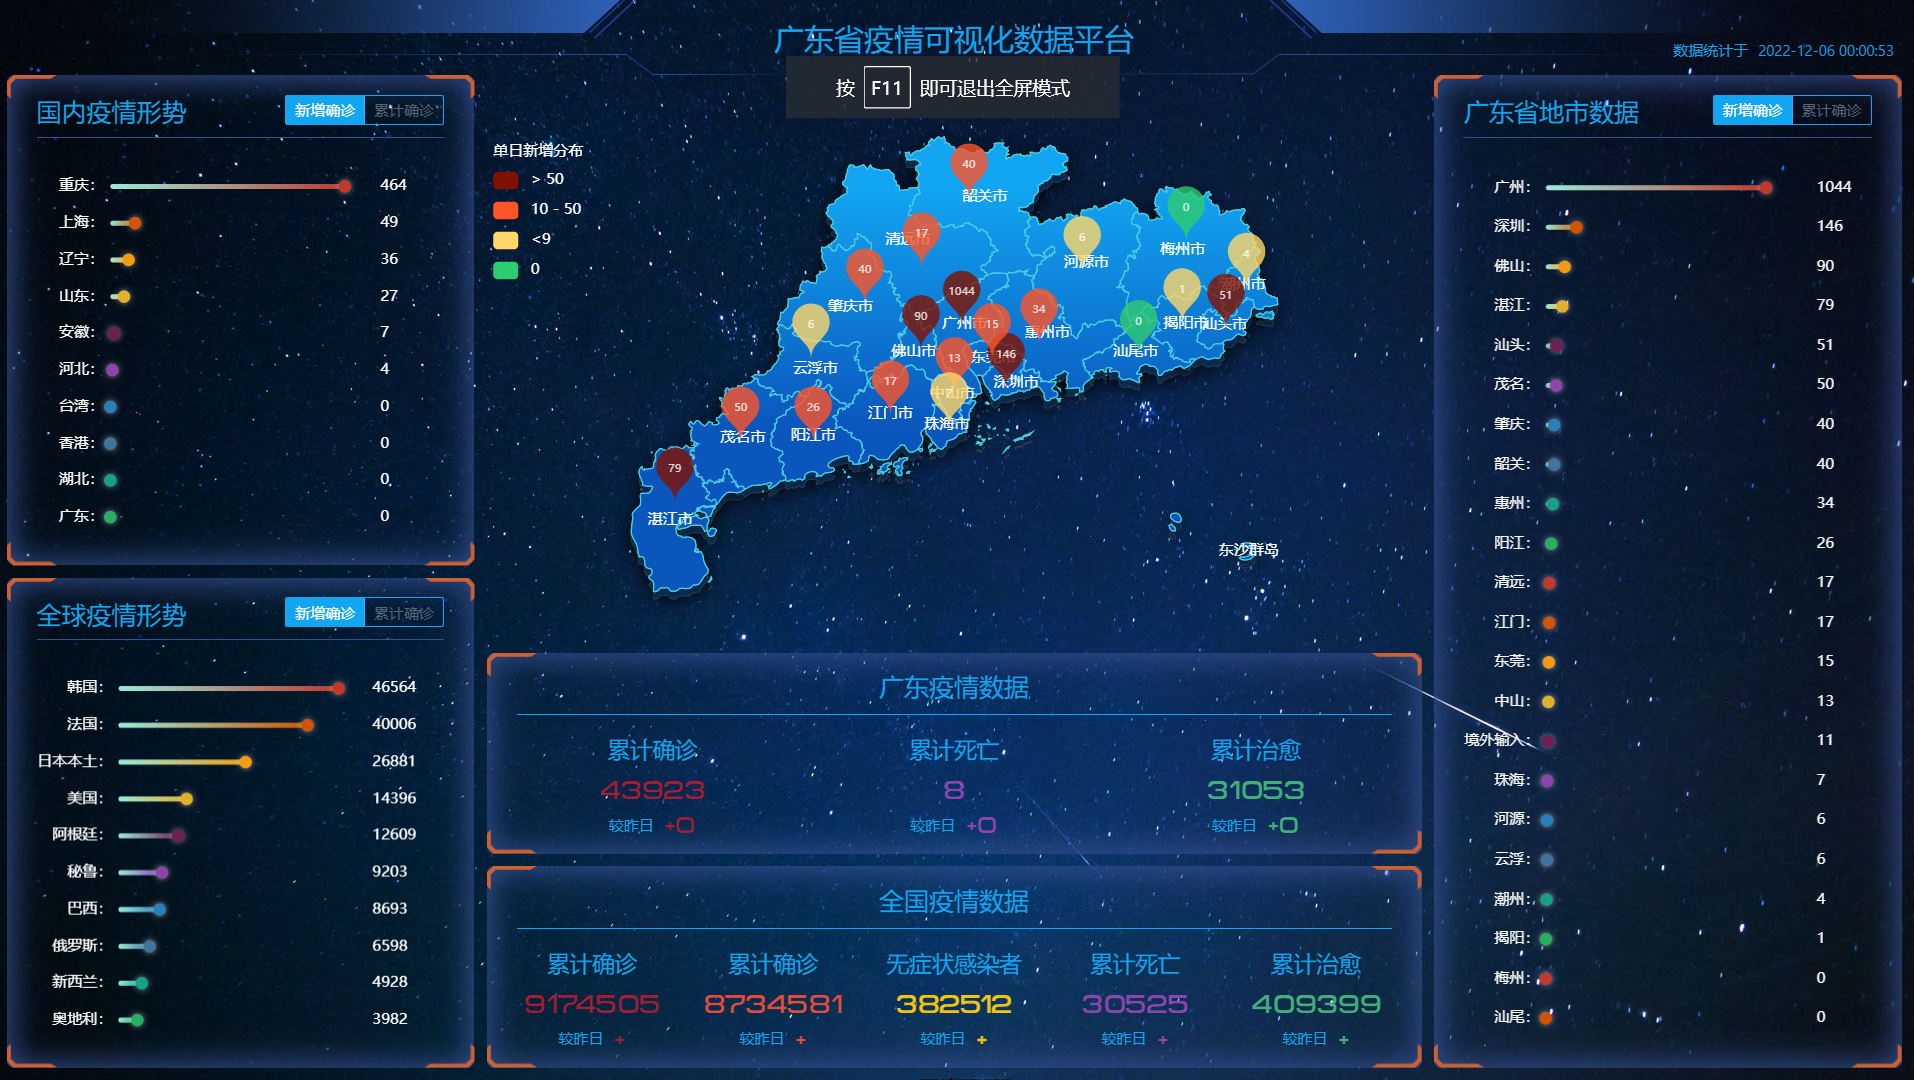 广东省疫情可视化数据平台
数据统计于 2022-12-06 00:00:53
按 F11 即可退出全屏模式
国内疫情形势
新增确诊 累计确诊
重庆: 464
上海: 49
辽宁: 36
山东: 27
安徽: 7
河北: 4
台湾: 0
香港: 0
湖北: 0
广东: 0
全球疫情形势
新增确诊 累计确诊
韩国: 46564
法国: 40006
日本本土: 26881
美国: 14396
阿根廷: 12609
秘鲁: 9203
巴西: 8693
俄罗斯: 6598
新西兰: 4928
奥地利: 3982
单日新增分布
> 50
10 - 50
<9
0
40
韶关市
17
清远市
6
河源市
0
梅州市
4
潮州市
40
肇庆市
1044
广州市
1
揭阳市
51
汕头市
6
云浮市
90
佛山市
15
东莞市
34
惠州市
0
汕尾市
13
中山市
146
深圳市
17
江门市
7
珠海市
50
茂名市
26
阳江市
79
湛江市
东沙群岛
广东疫情数据
累计确诊 累计死亡 累计治愈
43923 8 31053
较昨日 +0 较昨日 +0 较昨日 +0
全国疫情数据
累计确诊 累计确诊 无症状感染者 累计死亡 累计治愈
9174505 8734581 382512 30525 409399
较昨日 + 较昨日 + 较昨日 + 较昨日 + 较昨日 +
广东省地市数据
新增确诊 累计确诊
广州: 1044
深圳: 146
佛山: 90
湛江: 79
汕头: 51
茂名: 50
肇庆: 40
韶关: 40
惠州: 34
阳江: 26
清远: 17
江门: 17
东莞: 15
中山: 13
境外输入: 11
珠海: 7
河源: 6
云浮: 6
潮州: 4
揭阳: 1
梅州: 0
汕尾: 0